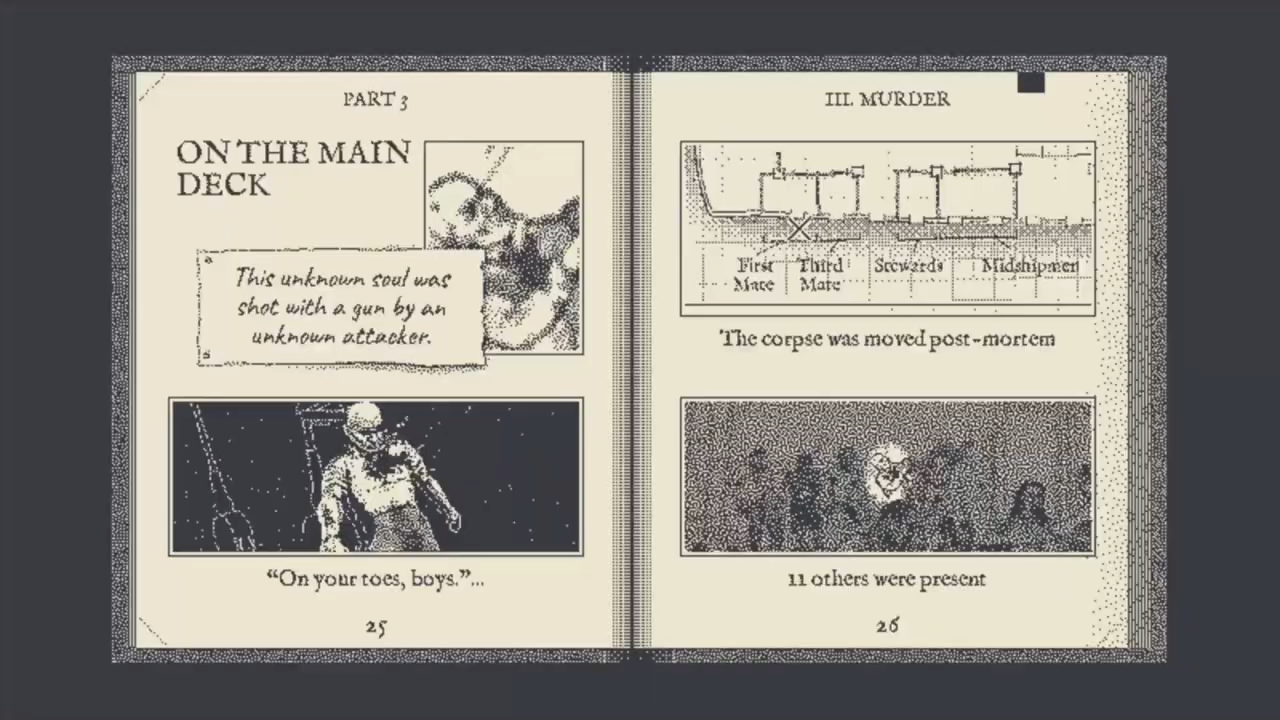 PART 3
ON THE MAIN
DECK
This unknown soul was
shot with a gun by an
unknown attacker.
“On your toes, boys.”...
25
III. MURDER
First Third Stewards Midshipmen
Mate Mate
The corpse was moved post-mortem
11 others were present
26